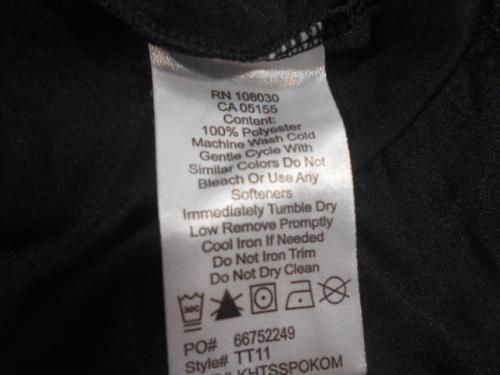 RN 108030
CA 05155
Content:
100% Polyester
Machine Wash Cold
Gentle Cycle With
Similar Colors Do Not
Bleach Or Use Any
Softeners
Immediately Tumble Dry
Low Remove Promptly
Cool Iron If Needed
Do Not Iron Trim
Do Not Dry Clean
30C
PO# 66752249
Style# TT11
KHTSSPOKOM